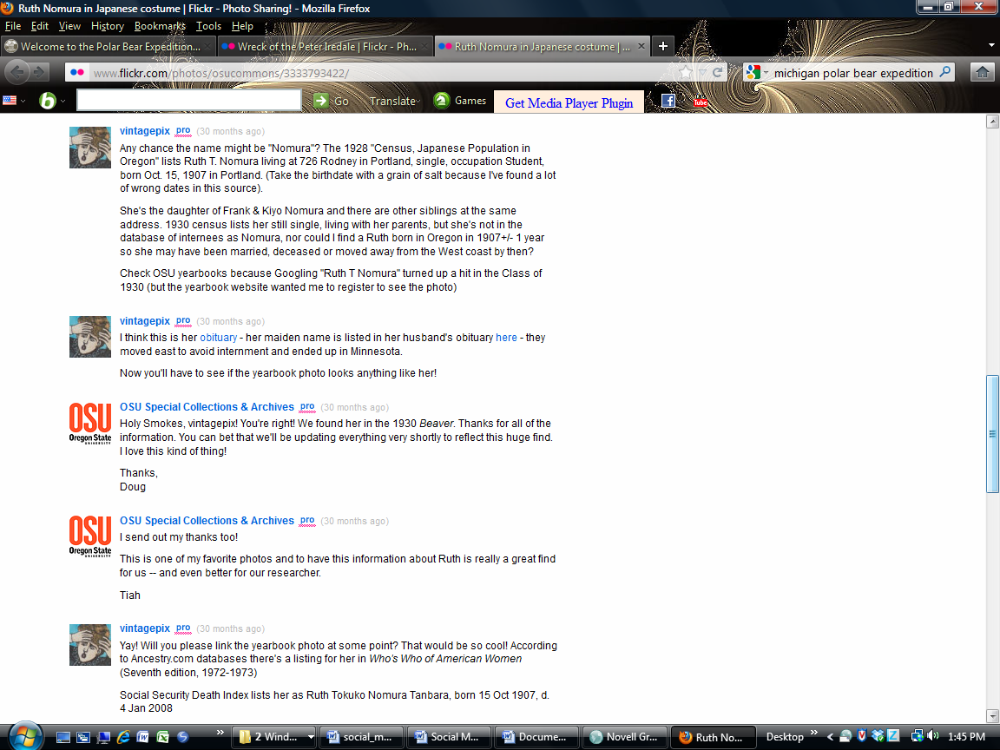 Ruth Nomura in Japanese costume | Flickr - Photo Sharing! - Mozilla Firefox
File Edit View History Bookmarks Tools Help
Welcome to the Polar Bear Expedition... Wreck of the Peter Iredale | Flickr - Ph... Ruth Nomura in Japanese costume | ...
www.flickr.com/photos/osucommons/3333793422/ michigan polar bear expedition
b Go Translate Games Get Media Player Plugin f You Tube
vintagepix pro (30 months ago)
Any chance the name might be "Nomura"? The 1928 "Census, Japanese Population in
Oregon" lists Ruth T. Nomura living at 726 Rodney in Portland, single, occupation Student,
born Oct. 15, 1907 in Portland. (Take the birthdate with a grain of salt because I've found a lot
of wrong dates in this source).
She's the daughter of Frank & Kiyo Nomura and there are other siblings at the same
address. 1930 census lists her still single, living with her parents, but she's not in the
database of internees as Nomura, nor could I find a Ruth born in Oregon in 1907+/- 1 year
so she may have been married, deceased or moved away from the West coast by then?
Check OSU yearbooks because Googling "Ruth T Nomura" turned up a hit in the Class of
1930 (but the yearbook website wanted me to register to see the photo)
vintagepix pro (30 months ago)
I think this is her obituary - her maiden name is listed in her husband's obituary here - they
moved east to avoid internment and ended up in Minnesota.
Now you'll have to see if the yearbook photo looks anything like her!
OSU Oregon State UNIVERSITY
OSU Special Collections & Archives pro (30 months ago)
Holy Smokes, vintagepix! You're right! We found her in the 1930 Beaver. Thanks for all of the
information. You can bet that we'll be updating everything very shortly to reflect this huge find.
I love this kind of thing!
Thanks,
Doug
OSU Oregon State UNIVERSITY
OSU Special Collections & Archives pro (30 months ago)
I send out my thanks too!
This is one of my favorite photos and to have this information about Ruth is really a great find
for us -- and even better for our researcher.
Tiah
vintagepix pro (30 months ago)
Yay! Will you please link the yearbook photo at some point? That would be so cool! According
to Ancestry.com databases there's a listing for her in Who's Who of American Women
(Seventh edition, 1972-1973)
Social Security Death Index lists her as Ruth Tokuko Nomura Tanbara, born 15 Oct 1907, d.
4 Jan 2008
2 Wind... social_m... Social M... Docume... Novell Gr... Ruth No... Desktop 1:45 PM